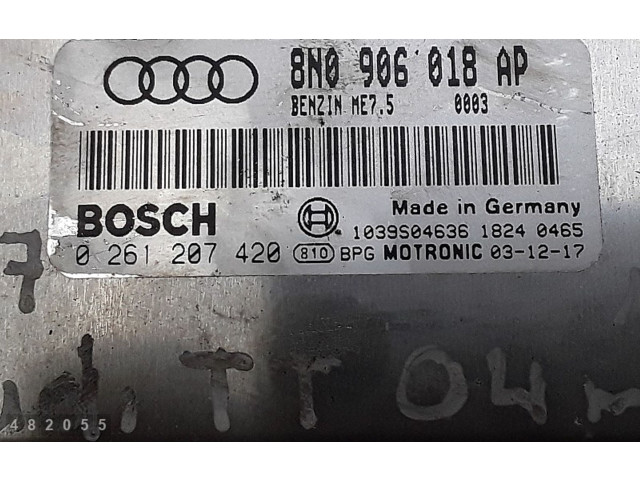 8N0 906 018 AP
BENZIN ME7.5 0003
BOSCH
Made in Germany
1039S04636 1824 0465
0 261 207 420 810 BPG MOTRONIC 03-12-17
7
TT 04
482055